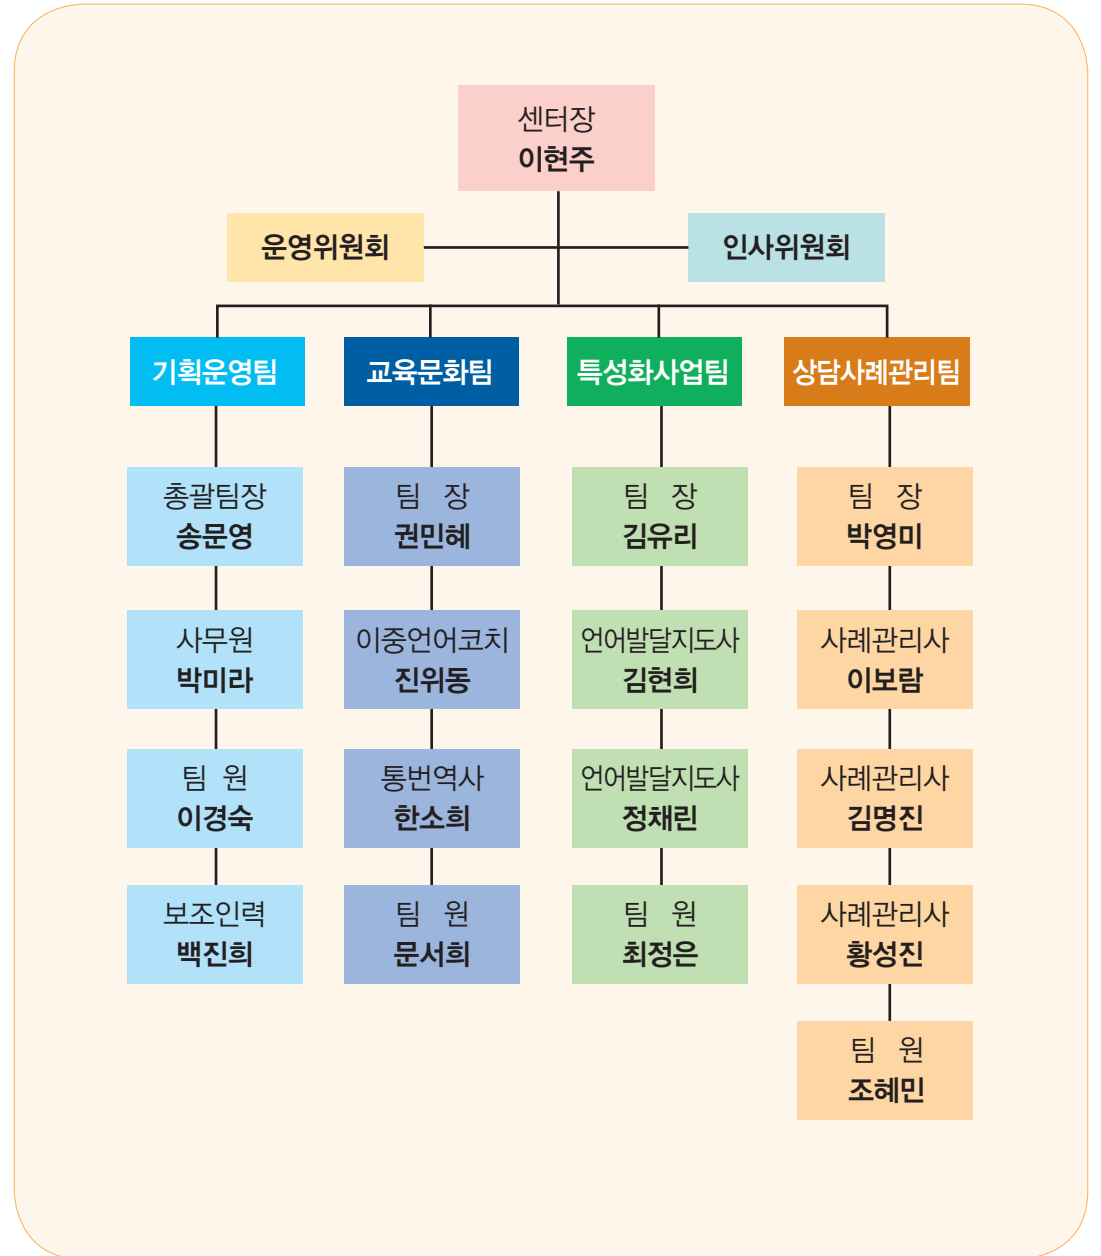 센터장
이현주
운영위원회
인사위원회
기획운영팀
교육문화팀
특성화사업팀
상담사례관리팀
총괄팀장
송문영
팀 장
권민혜
팀 장
김유리
팀 장
박영미
사무원
박미라
이중언어코치
진위동
언어발달지도사
김현희
사례관리사
이보람
팀 원
이경숙
통번역사
한소희
언어발달지도사
정채린
사례관리사
김명진
보조인력
백진희
팀 원
문서희
팀 원
최정은
사례관리사
황성진
팀 원
조혜민